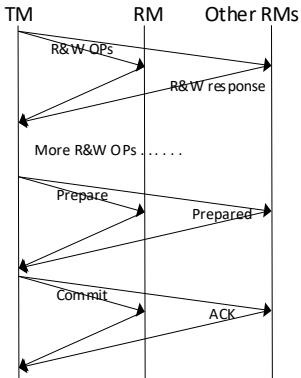 TM RM Other RMs
R&W OPs
R&W response
More R&W OPs . . . . . .
Prepare
Prepared
Commit
ACK